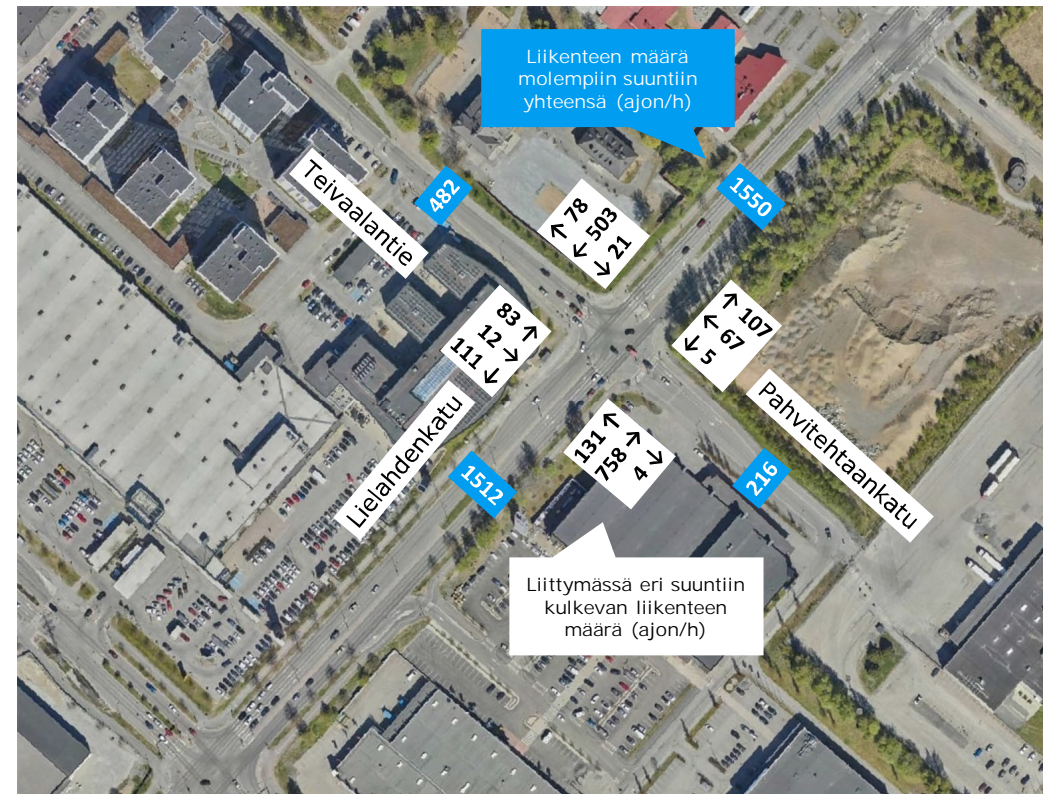 Liikenteen määrä
molempiin suuntiin
yhteensä (ajon/h)
Teivaalantie
482
1550
↑ 78
← 503
↓ 21
83 ↑
12 →
111 ↓
↑ 107
← 67
↓ 5
Lielahdenkatu
1512
131 ↑
758 →
4 ↓
216
Pahvitehtaankatu
Liittymässä eri suuntiin
kulkevan liikenteen
määrä (ajon/h)